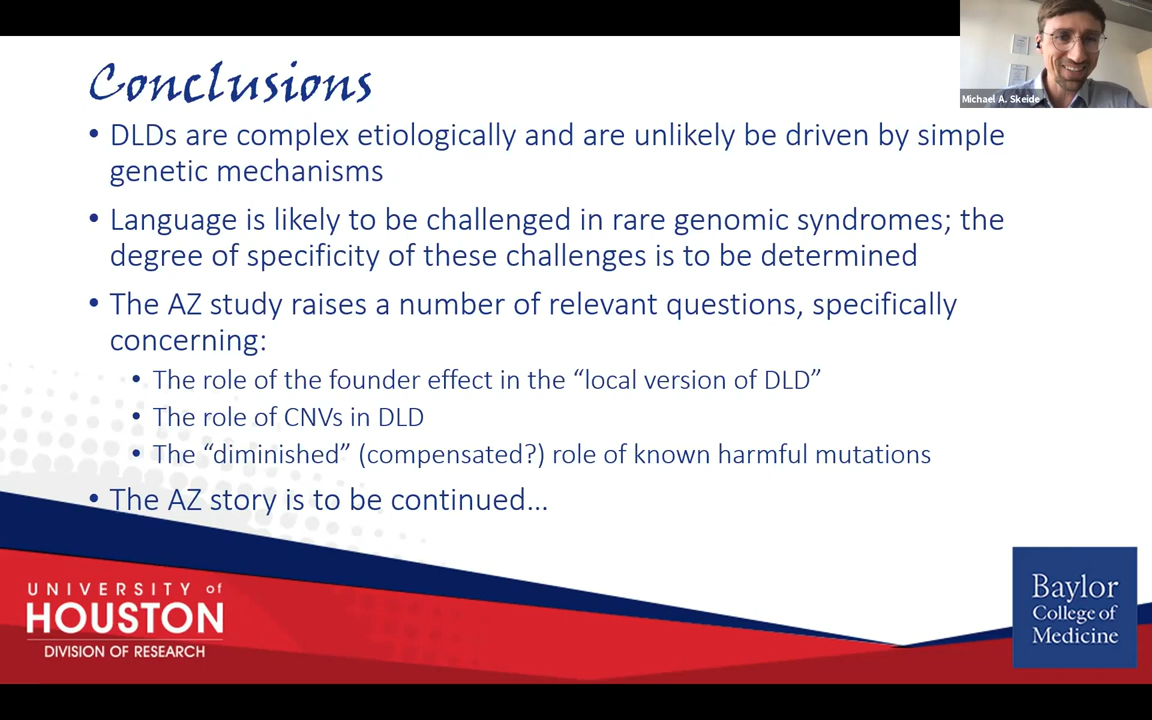 Conclusions
Michael A. Skeide
• DLDs are complex etiologically and are unlikely be driven by simple
genetic mechanisms
• Language is likely to be challenged in rare genomic syndromes; the
degree of specificity of these challenges is to be determined
• The AZ study raises a number of relevant questions, specifically
concerning:
• The role of the founder effect in the “local version of DLD”
• The role of CNVs in DLD
• The “diminished” (compensated?) role of known harmful mutations
• The AZ story is to be continued...
UNIVERSITY of
HOUSTON
DIVISION OF RESEARCH
Baylor
College of
Medicine